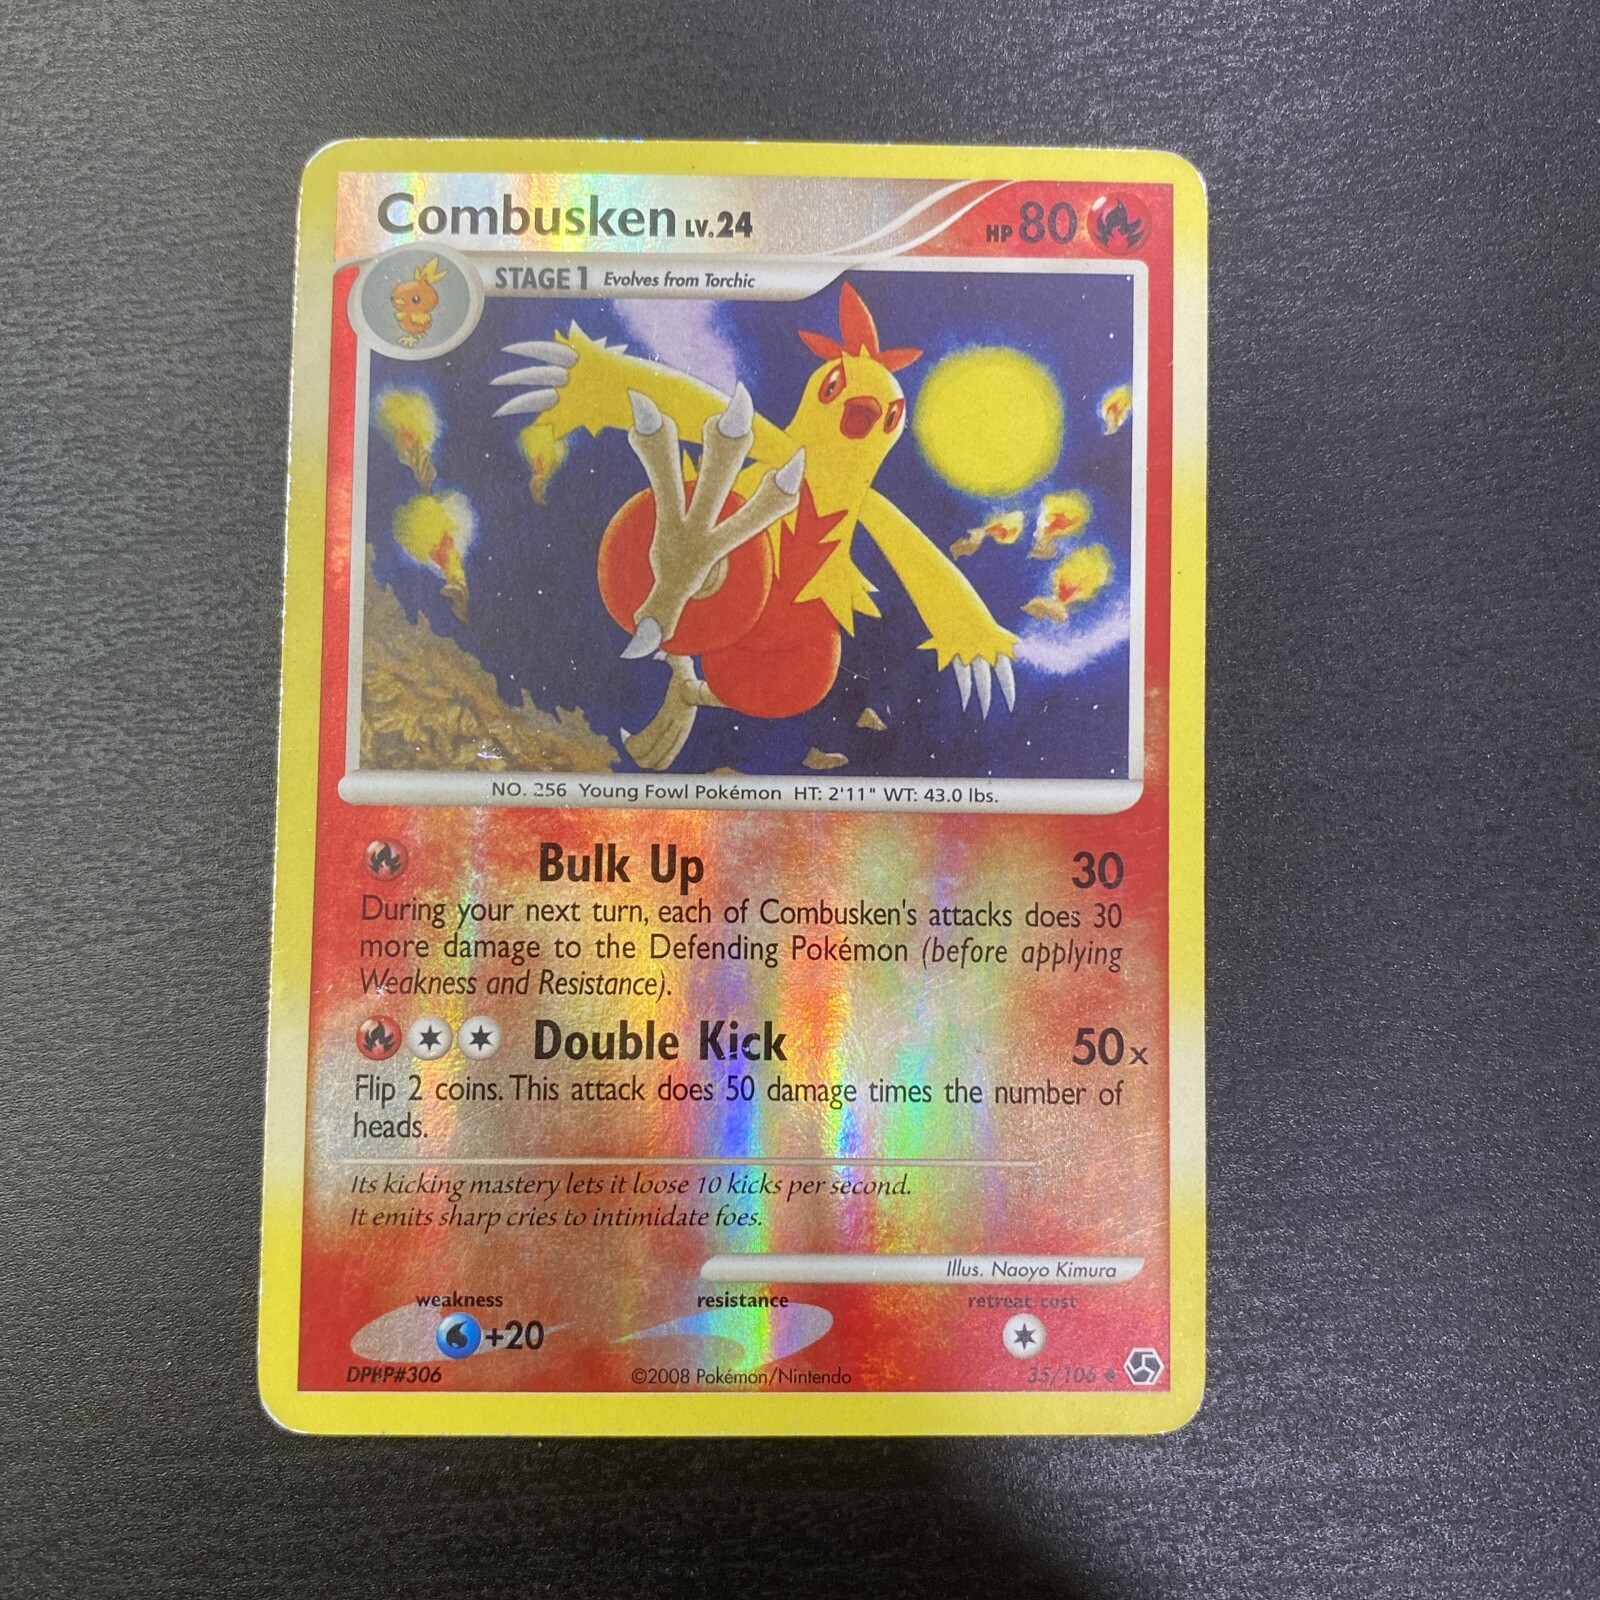 Combusken LV.24
HP 80
STAGE 1 Evolves from Torchic
NO. 256 Young Fowl Pokémon HT: 2'11" WT: 43.0 lbs.
Bulk Up 30
During your next turn, each of Combusken's attacks does 30
more damage to the Defending Pokémon (before applying
Weakness and Resistance).
Double Kick 50x
Flip 2 coins. This attack does 50 damage times the number of
heads.
Its kicking mastery lets it loose 10 kicks per second.
It emits sharp cries to intimidate foes.
Illus. Naoyo Kimura
weakness resistance retreat cost
+20
DPBP#306 ©2008 Pokémon/Nintendo 35/106